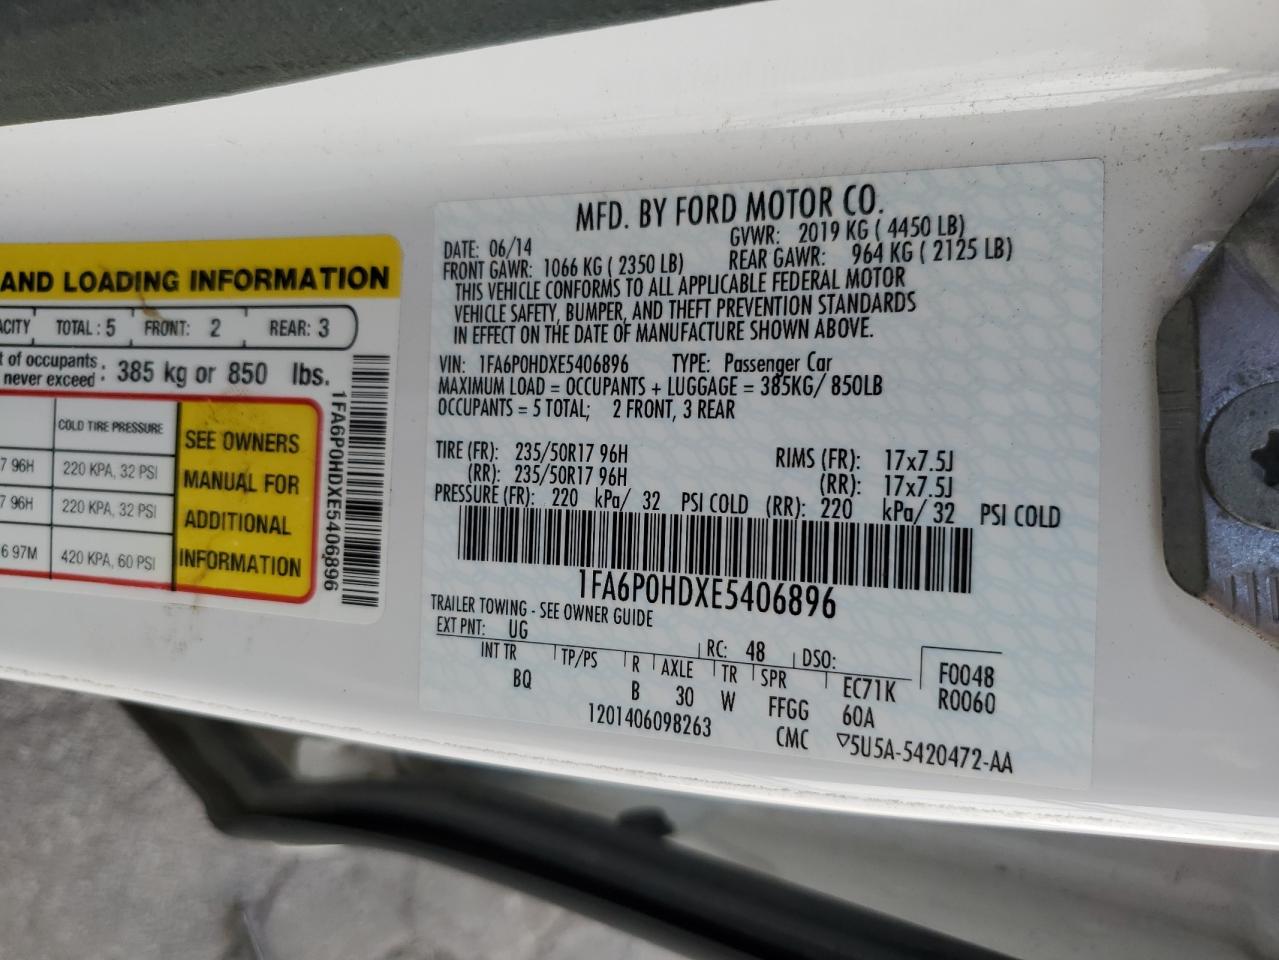 AND LOADING INFORMATION
TOTAL : 5 FRONT: 2 REAR: 3
of occupants
never exceed : 385 kg or 850 lbs.
COLD TIRE PRESSURE
96H 220 KPA, 32 PSI
96H 220 KPA, 32 PSI
97M 420 KPA, 60 PSI
SEE OWNERS
MANUAL FOR
ADDITIONAL
INFORMATION
1FA6P0HDXE5406896
MFD. BY FORD MOTOR CO.
DATE: 06/14 GVWR: 2019 KG ( 4450 LB)
FRONT GAWR: 1066 KG ( 2350 LB) REAR GAWR: 964 KG ( 2125 LB)
THIS VEHICLE CONFORMS TO ALL APPLICABLE FEDERAL MOTOR
VEHICLE SAFETY, BUMPER, AND THEFT PREVENTION STANDARDS
IN EFFECT ON THE DATE OF MANUFACTURE SHOWN ABOVE.
VIN: 1FA6P0HDXE5406896 TYPE: Passenger Car
MAXIMUM LOAD = OCCUPANTS + LUGGAGE = 385KG/ 850LB
OCCUPANTS = 5 TOTAL; 2 FRONT, 3 REAR
TIRE (FR): 235/50R17 96H RIMS (FR): 17x7.5J
(RR): 235/50R17 96H (RR): 17x7.5J
PRESSURE (FR): 220 kPa/ 32 PSI COLD (RR): 220 kPa/ 32 PSI COLD
1FA6P0HDXE5406896
TRAILER TOWING - SEE OWNER GUIDE
EXT PNT: UG RC: 48 DSO: F0048
INT TR TP/PS R AXLE TR SPR EC71K R0060
BQ B 30 W FFGG 60A
1201406098263 CMC ▽5U5A-5420472-AA